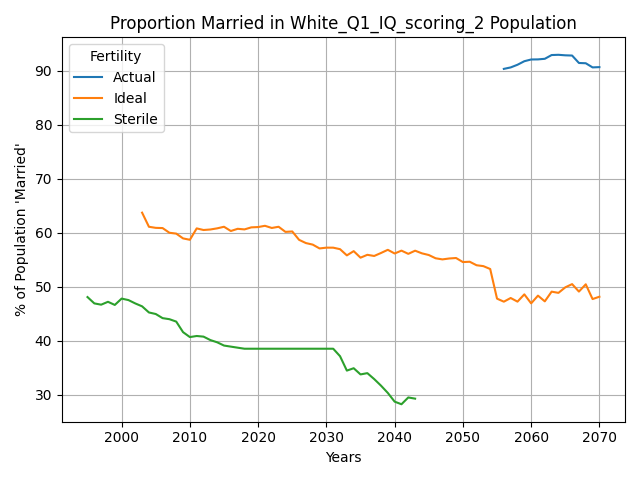 Proportion Married in White_Q1_IQ_scoring_2 Population
Fertility
Actual
Ideal
Sterile
% of Population 'Married'
90
80
70
60
50
40
30
2000
2010
2020
2030
2040
2050
2060
2070
Years